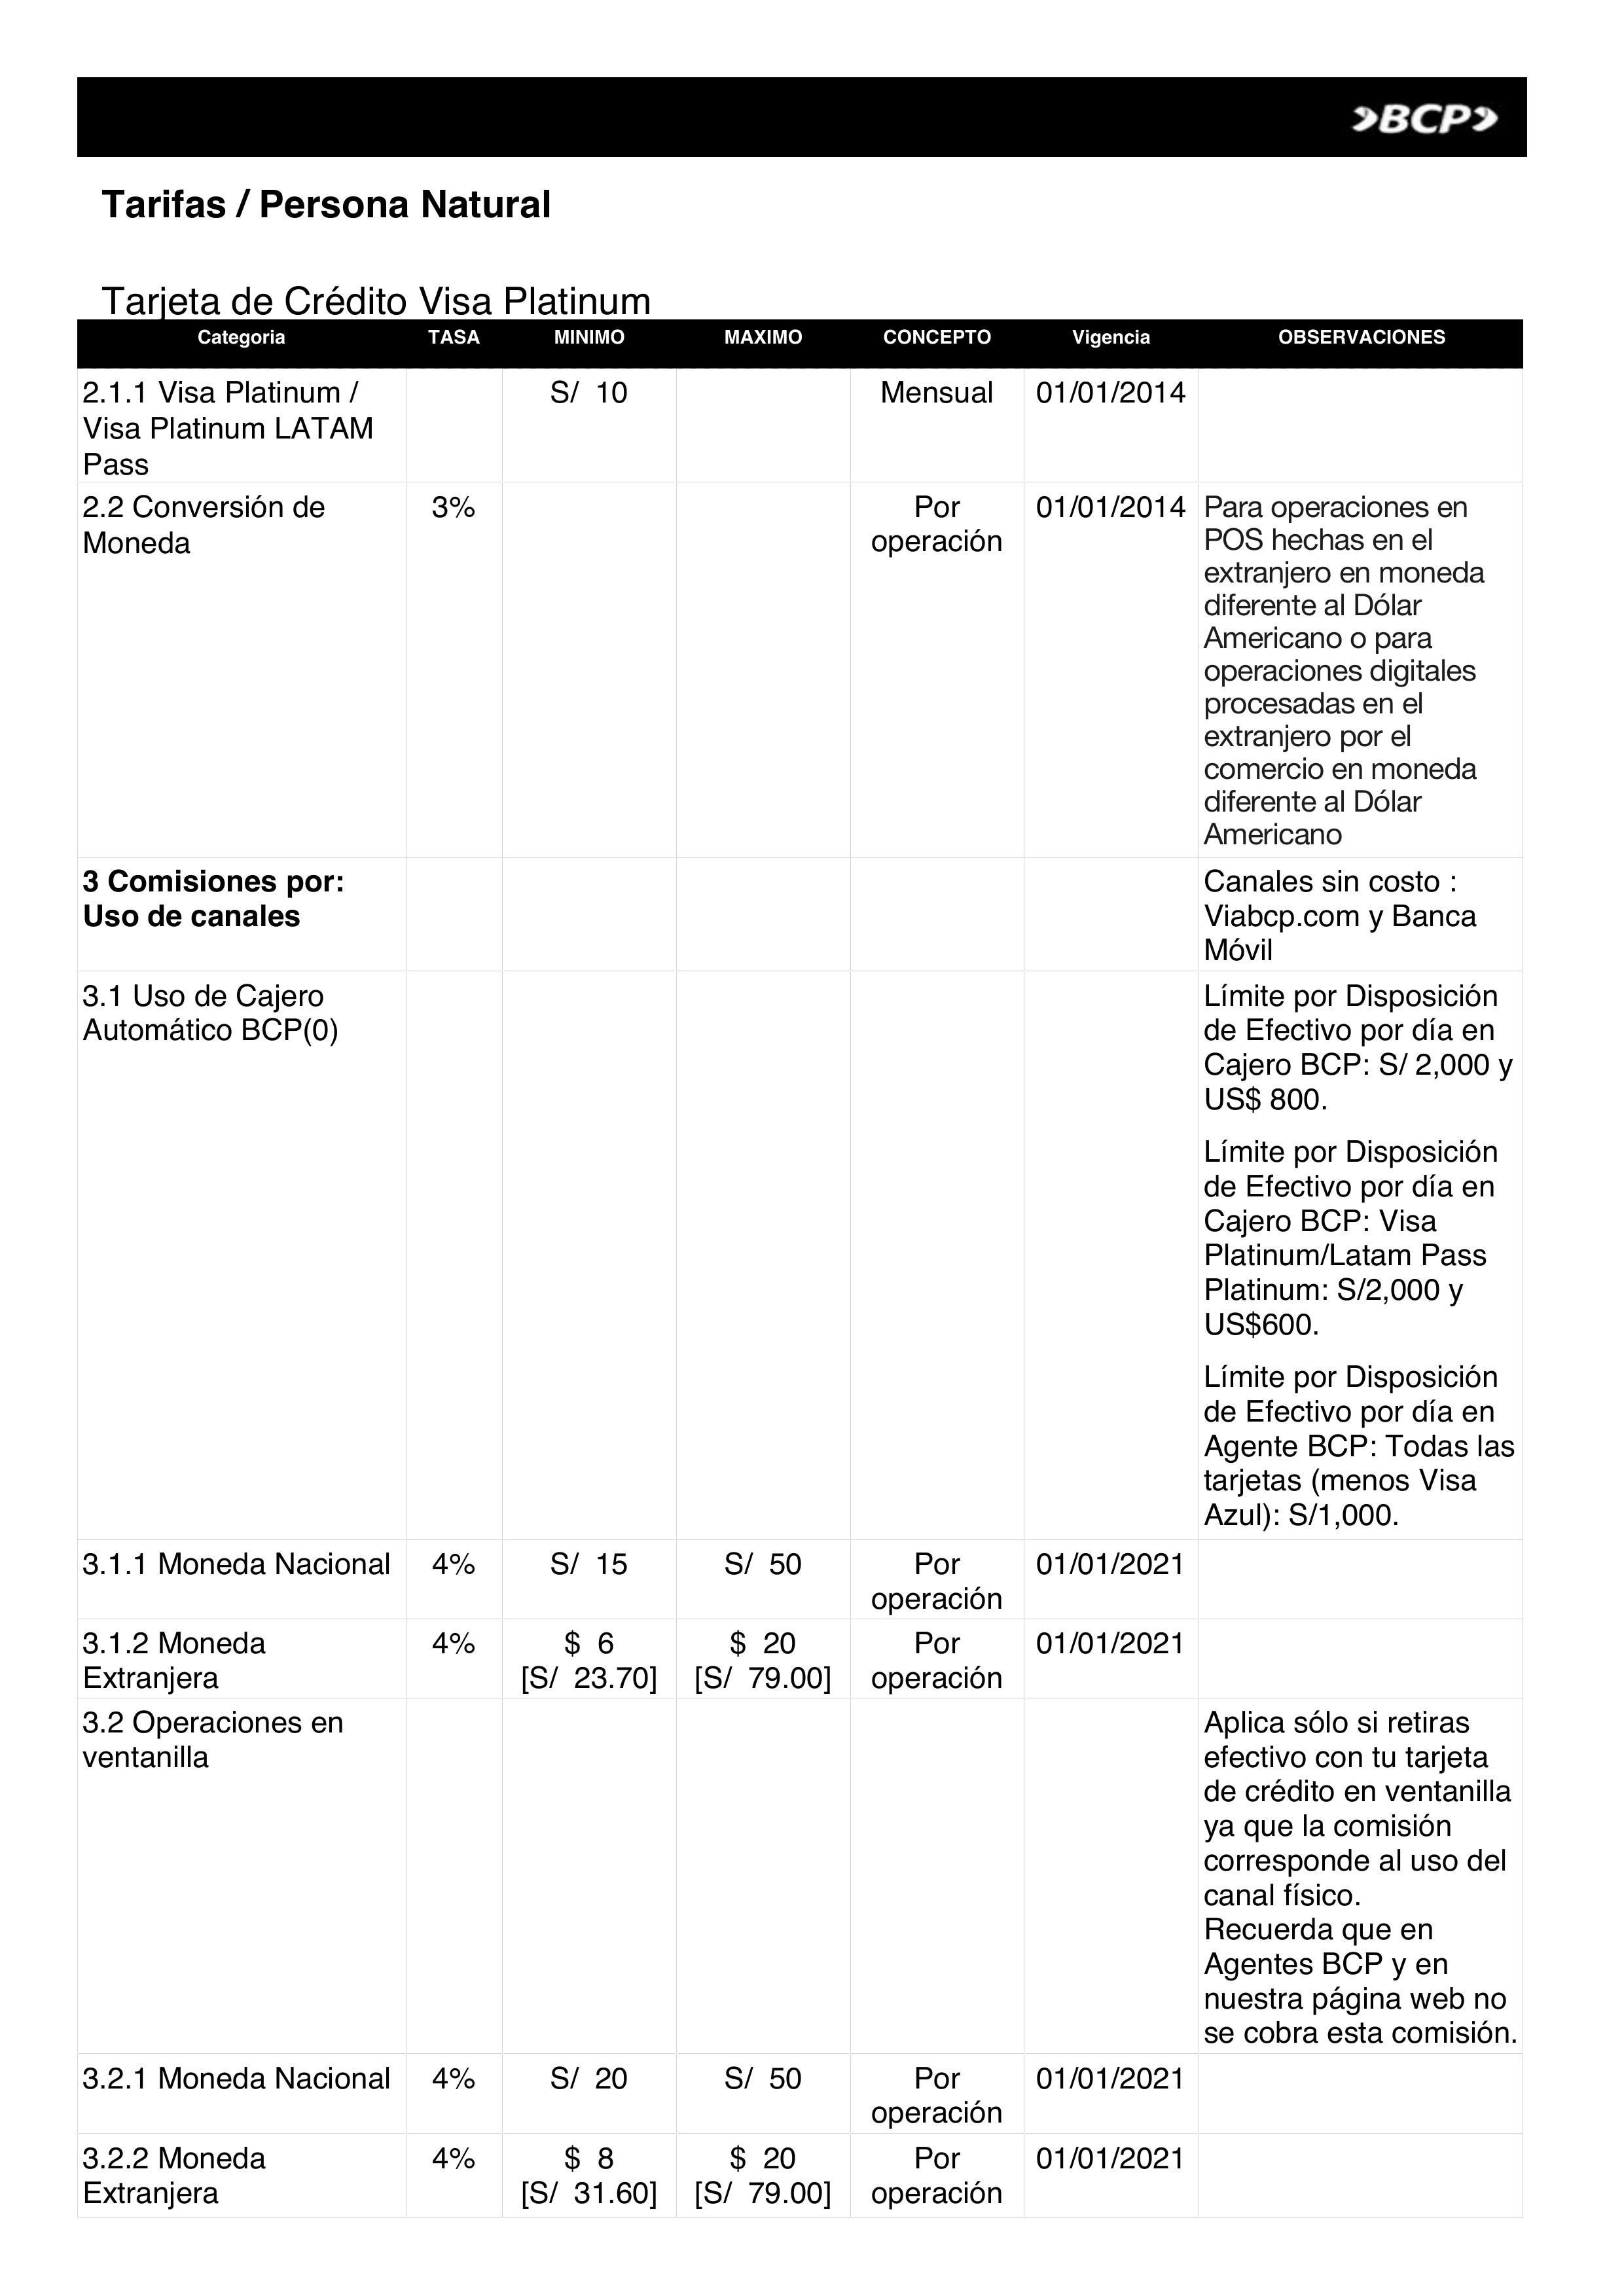 BCP
Tarifas / Persona Natural
Tarjeta de Crédito Visa Platinum
Categoria TASA MINIMO MAXIMO CONCEPTO Vigencia OBSERVACIONES
2.1.1 Visa Platinum / S/ 10 Mensual 01/01/2014
Visa Platinum LATAM
Pass
2.2 Conversión de 3% Por 01/01/2014 Para operaciones en
Moneda operación POS hechas en el
extranjero en moneda
diferente al Dólar
Americano o para
operaciones digitales
procesadas en el
extranjero por el
comercio en moneda
diferente al Dólar
Americano
3 Comisiones por: Canales sin costo :
Uso de canales Viabcp.com y Banca
Móvil
3.1 Uso de Cajero Límite por Disposición
Automático BCP(0) de Efectivo por día en
Cajero BCP: S/ 2,000 y
US$ 800.
Límite por Disposición
de Efectivo por día en
Cajero BCP: Visa
Platinum/Latam Pass
Platinum: S/2,000 y
US$600.
Límite por Disposición
de Efectivo por día en
Agente BCP: Todas las
tarjetas (menos Visa
Azul): S/1,000.
3.1.1 Moneda Nacional 4% S/ 15 S/ 50 Por 01/01/2021
operación
3.1.2 Moneda 4% $ 6 $ 20 Por 01/01/2021
Extranjera [S/ 23.70] [S/ 79.00] operación
3.2 Operaciones en Aplica sólo si retiras
ventanilla efectivo con tu tarjeta
de crédito en ventanilla
ya que la comisión
corresponde al uso del
canal físico.
Recuerda que en
Agentes BCP y en
nuestra página web no
se cobra esta comisión.
3.2.1 Moneda Nacional 4% S/ 20 S/ 50 Por 01/01/2021
operación
3.2.2 Moneda 4% $ 8 $ 20 Por 01/01/2021
Extranjera [S/ 31.60] [S/ 79.00] operación